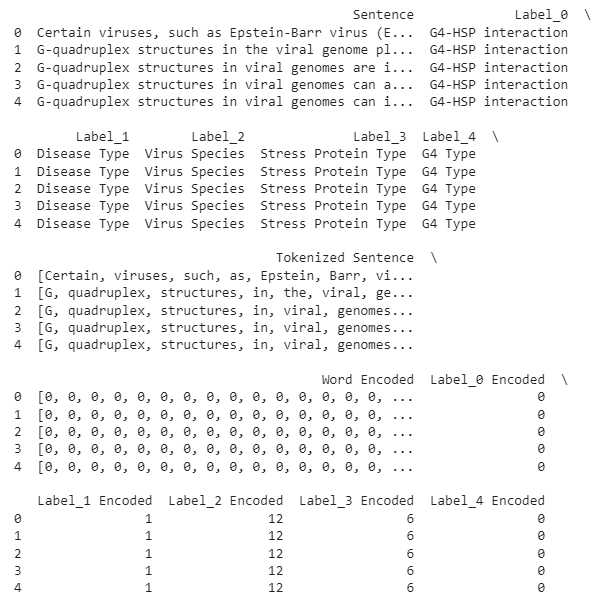 Sentence Label_0 \
0 Certain viruses, such as Epstein-Barr virus (E... G4-HSP interaction
1 G-quadruplex structures in the viral genome pl... G4-HSP interaction
2 G-quadruplex structures in viral genomes are i... G4-HSP interaction
3 G-quadruplex structures in viral genomes can a... G4-HSP interaction
4 G-quadruplex structures in viral genomes can i... G4-HSP interaction
Label_1 Label_2 Label_3 Label_4 \
0 Disease Type Virus Species Stress Protein Type G4 Type
1 Disease Type Virus Species Stress Protein Type G4 Type
2 Disease Type Virus Species Stress Protein Type G4 Type
3 Disease Type Virus Species Stress Protein Type G4 Type
4 Disease Type Virus Species Stress Protein Type G4 Type
Tokenized Sentence \
0 [Certain, viruses, such, as, Epstein, Barr, vi...
1 [G, quadruplex, structures, in, the, viral, ge...
2 [G, quadruplex, structures, in, viral, genomes...
3 [G, quadruplex, structures, in, viral, genomes...
4 [G, quadruplex, structures, in, viral, genomes...
Word Encoded Label_0 Encoded \
0 [0, 0, 0, 0, 0, 0, 0, 0, 0, 0, 0, 0, 0, 0, 0, ... 0
1 [0, 0, 0, 0, 0, 0, 0, 0, 0, 0, 0, 0, 0, 0, 0, ... 0
2 [0, 0, 0, 0, 0, 0, 0, 0, 0, 0, 0, 0, 0, 0, 0, ... 0
3 [0, 0, 0, 0, 0, 0, 0, 0, 0, 0, 0, 0, 0, 0, 0, ... 0
4 [0, 0, 0, 0, 0, 0, 0, 0, 0, 0, 0, 0, 0, 0, 0, ... 0
Label_1 Encoded Label_2 Encoded Label_3 Encoded Label_4 Encoded
0 1 12 6 0
1 1 12 6 0
2 1 12 6 0
3 1 12 6 0
4 1 12 6 0